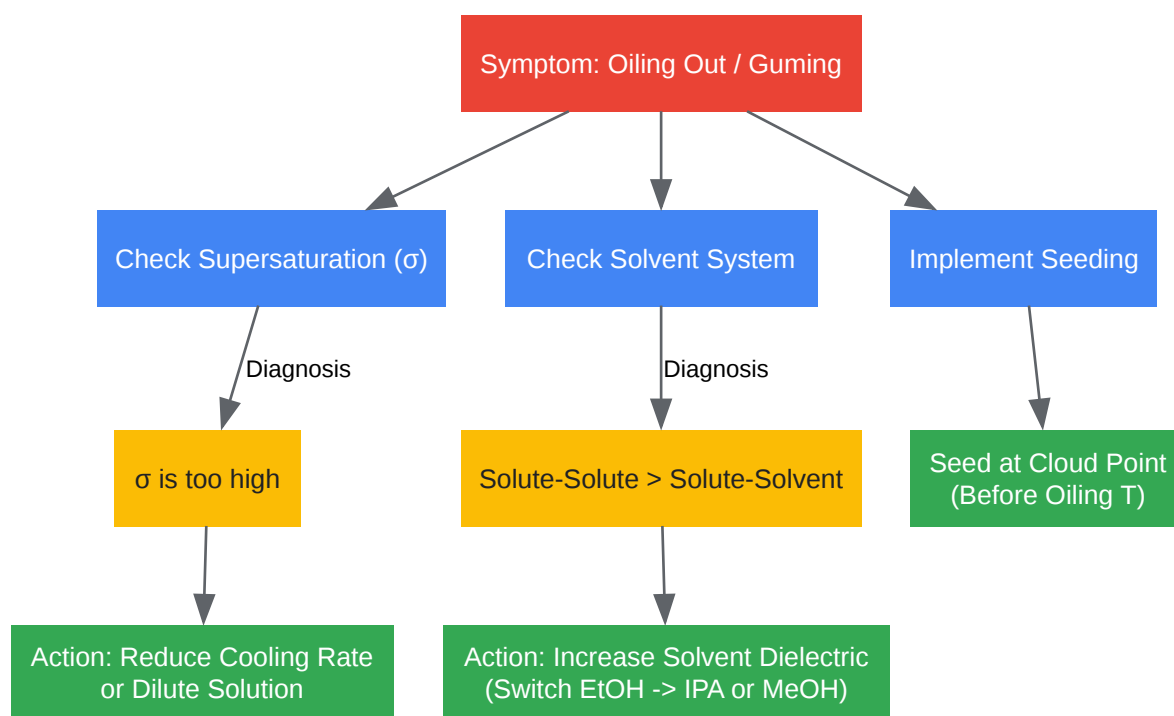 Symptom: Oiling Out / Guming
Check Supersaturation (σ)
Check Solvent System
Implement Seeding
Diagnosis
Diagnosis
σ is too high
Solute-Solute > Solute-Solvent
Seed at Cloud Point
(Before Oiling T)
Action: Reduce Cooling Rate
or Dilute Solution
Action: Increase Solvent Dielectric
(Switch EtOH -> IPA or MeOH)